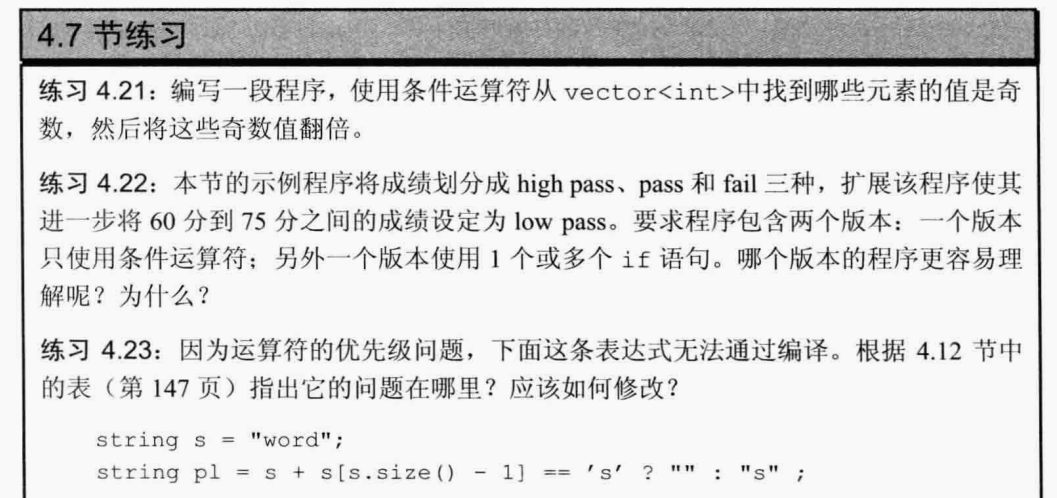 4.7 节练习
练习 4.21：编写一段程序，使用条件运算符从 vector<int>中找到哪些元素的值是奇
数，然后将这些奇数值翻倍。
练习 4.22：本节的示例程序将成绩划分成 high pass、pass 和 fail 三种，扩展该程序使其
进一步将 60 分到 75 分之间的成绩设定为 low pass。要求程序包含两个版本：一个版本
只使用条件运算符；另外一个版本使用 1 个或多个 if 语句。哪个版本的程序更容易理
解呢？为什么？
练习 4.23：因为运算符的优先级问题，下面这条表达式无法通过编译。根据 4.12 节中
的表（第 147 页）指出它的问题在哪里？应该如何修改？
string s = "word";
string pl = s + s[s.size() - 1] == 's' ? "" : "s" ;